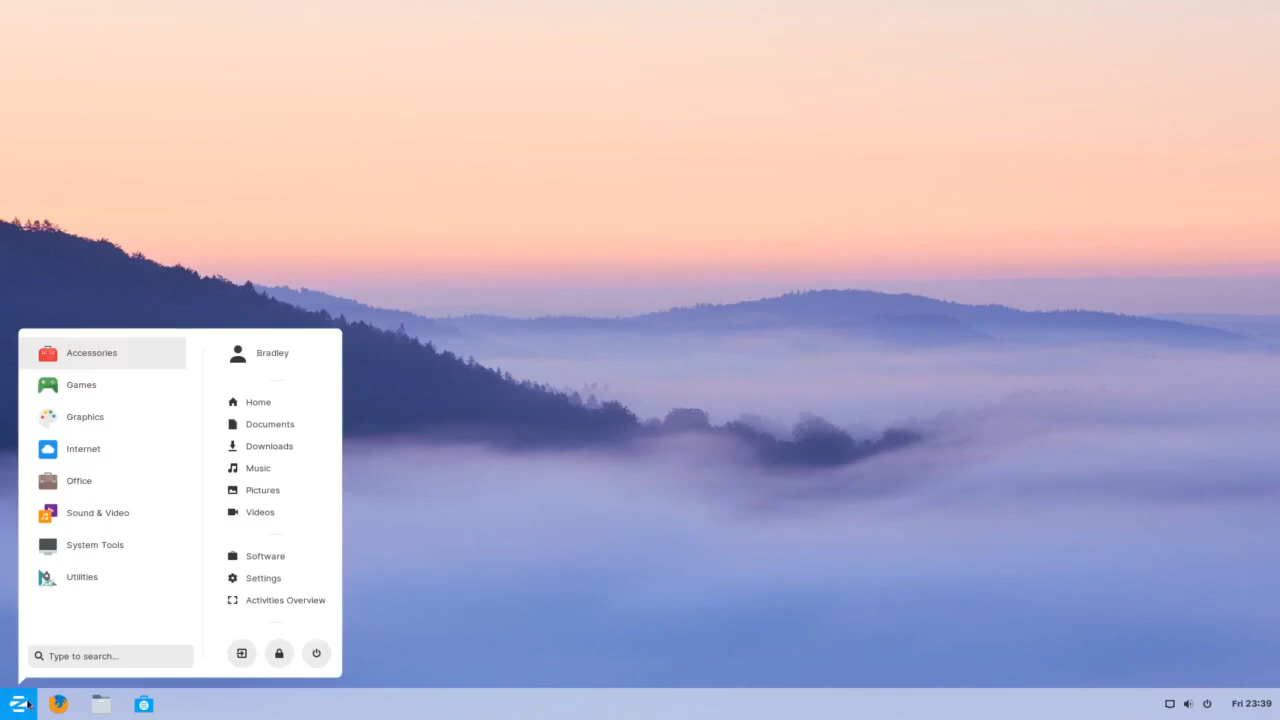 Accessories
Games
Graphics
Internet
Office
Sound & Video
System Tools
Utilities
Type to search...
Bradley
Home
Documents
Downloads
Music
Pictures
Videos
Software
Settings
Activities Overview
Fri 23:39